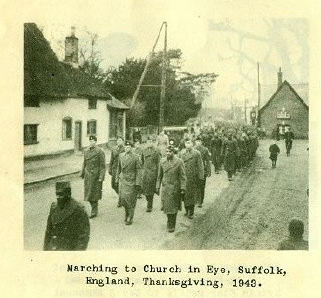 Marching to Church in Eye, Suffolk,
England, Thanksgiving, 1943.